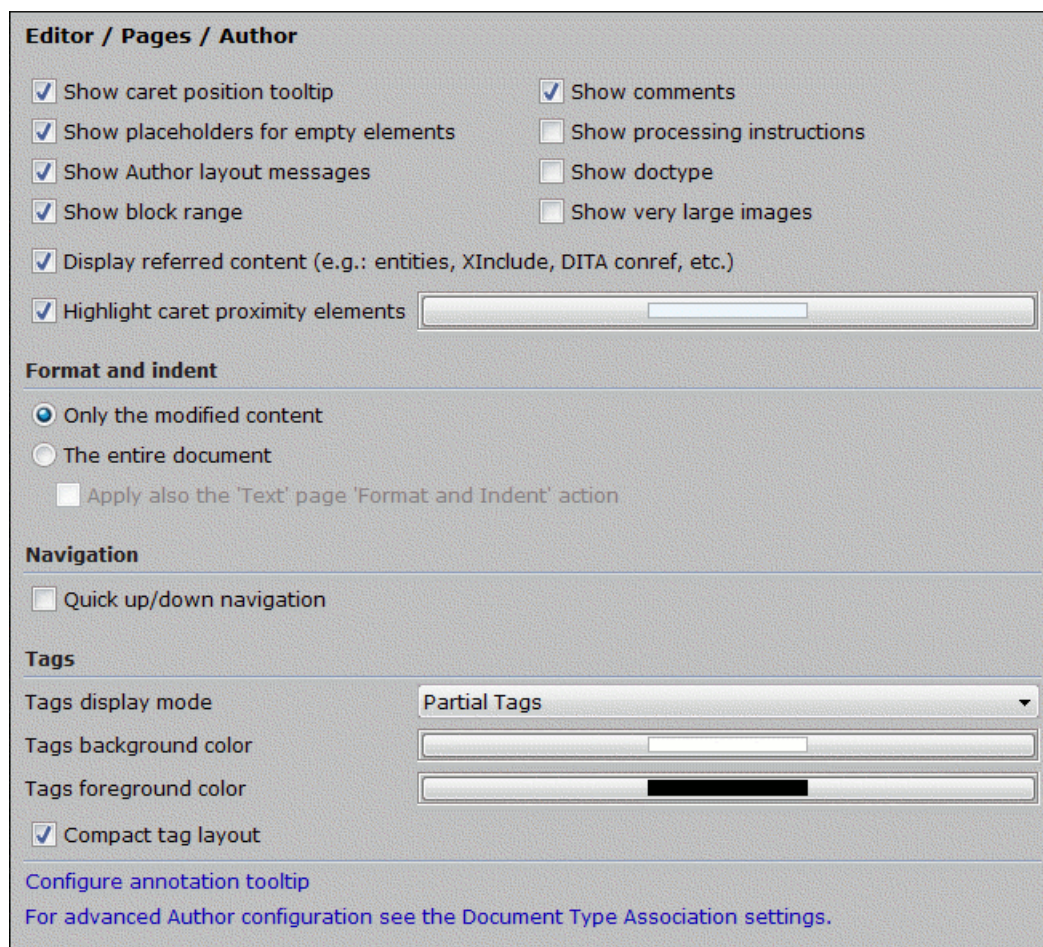 Editor / Pages / Author
Show caret position tooltip
Show comments
Show placeholders for empty elements
Show processing instructions
Show Author layout messages
Show doctype
Show block range
Show very large images
Display referred content (e.g.: entities, XInclude, DITA conref, etc.)
Highlight caret proximity elements
Format and indent
Only the modified content
The entire document
Apply also the 'Text' page 'Format and Indent' action
Navigation
Quick up/down navigation
Tags
Tags display mode
Partial Tags
Tags background color
Tags foreground color
Compact tag layout
Configure annotation tooltip
For advanced Author configuration see the Document Type Association settings.